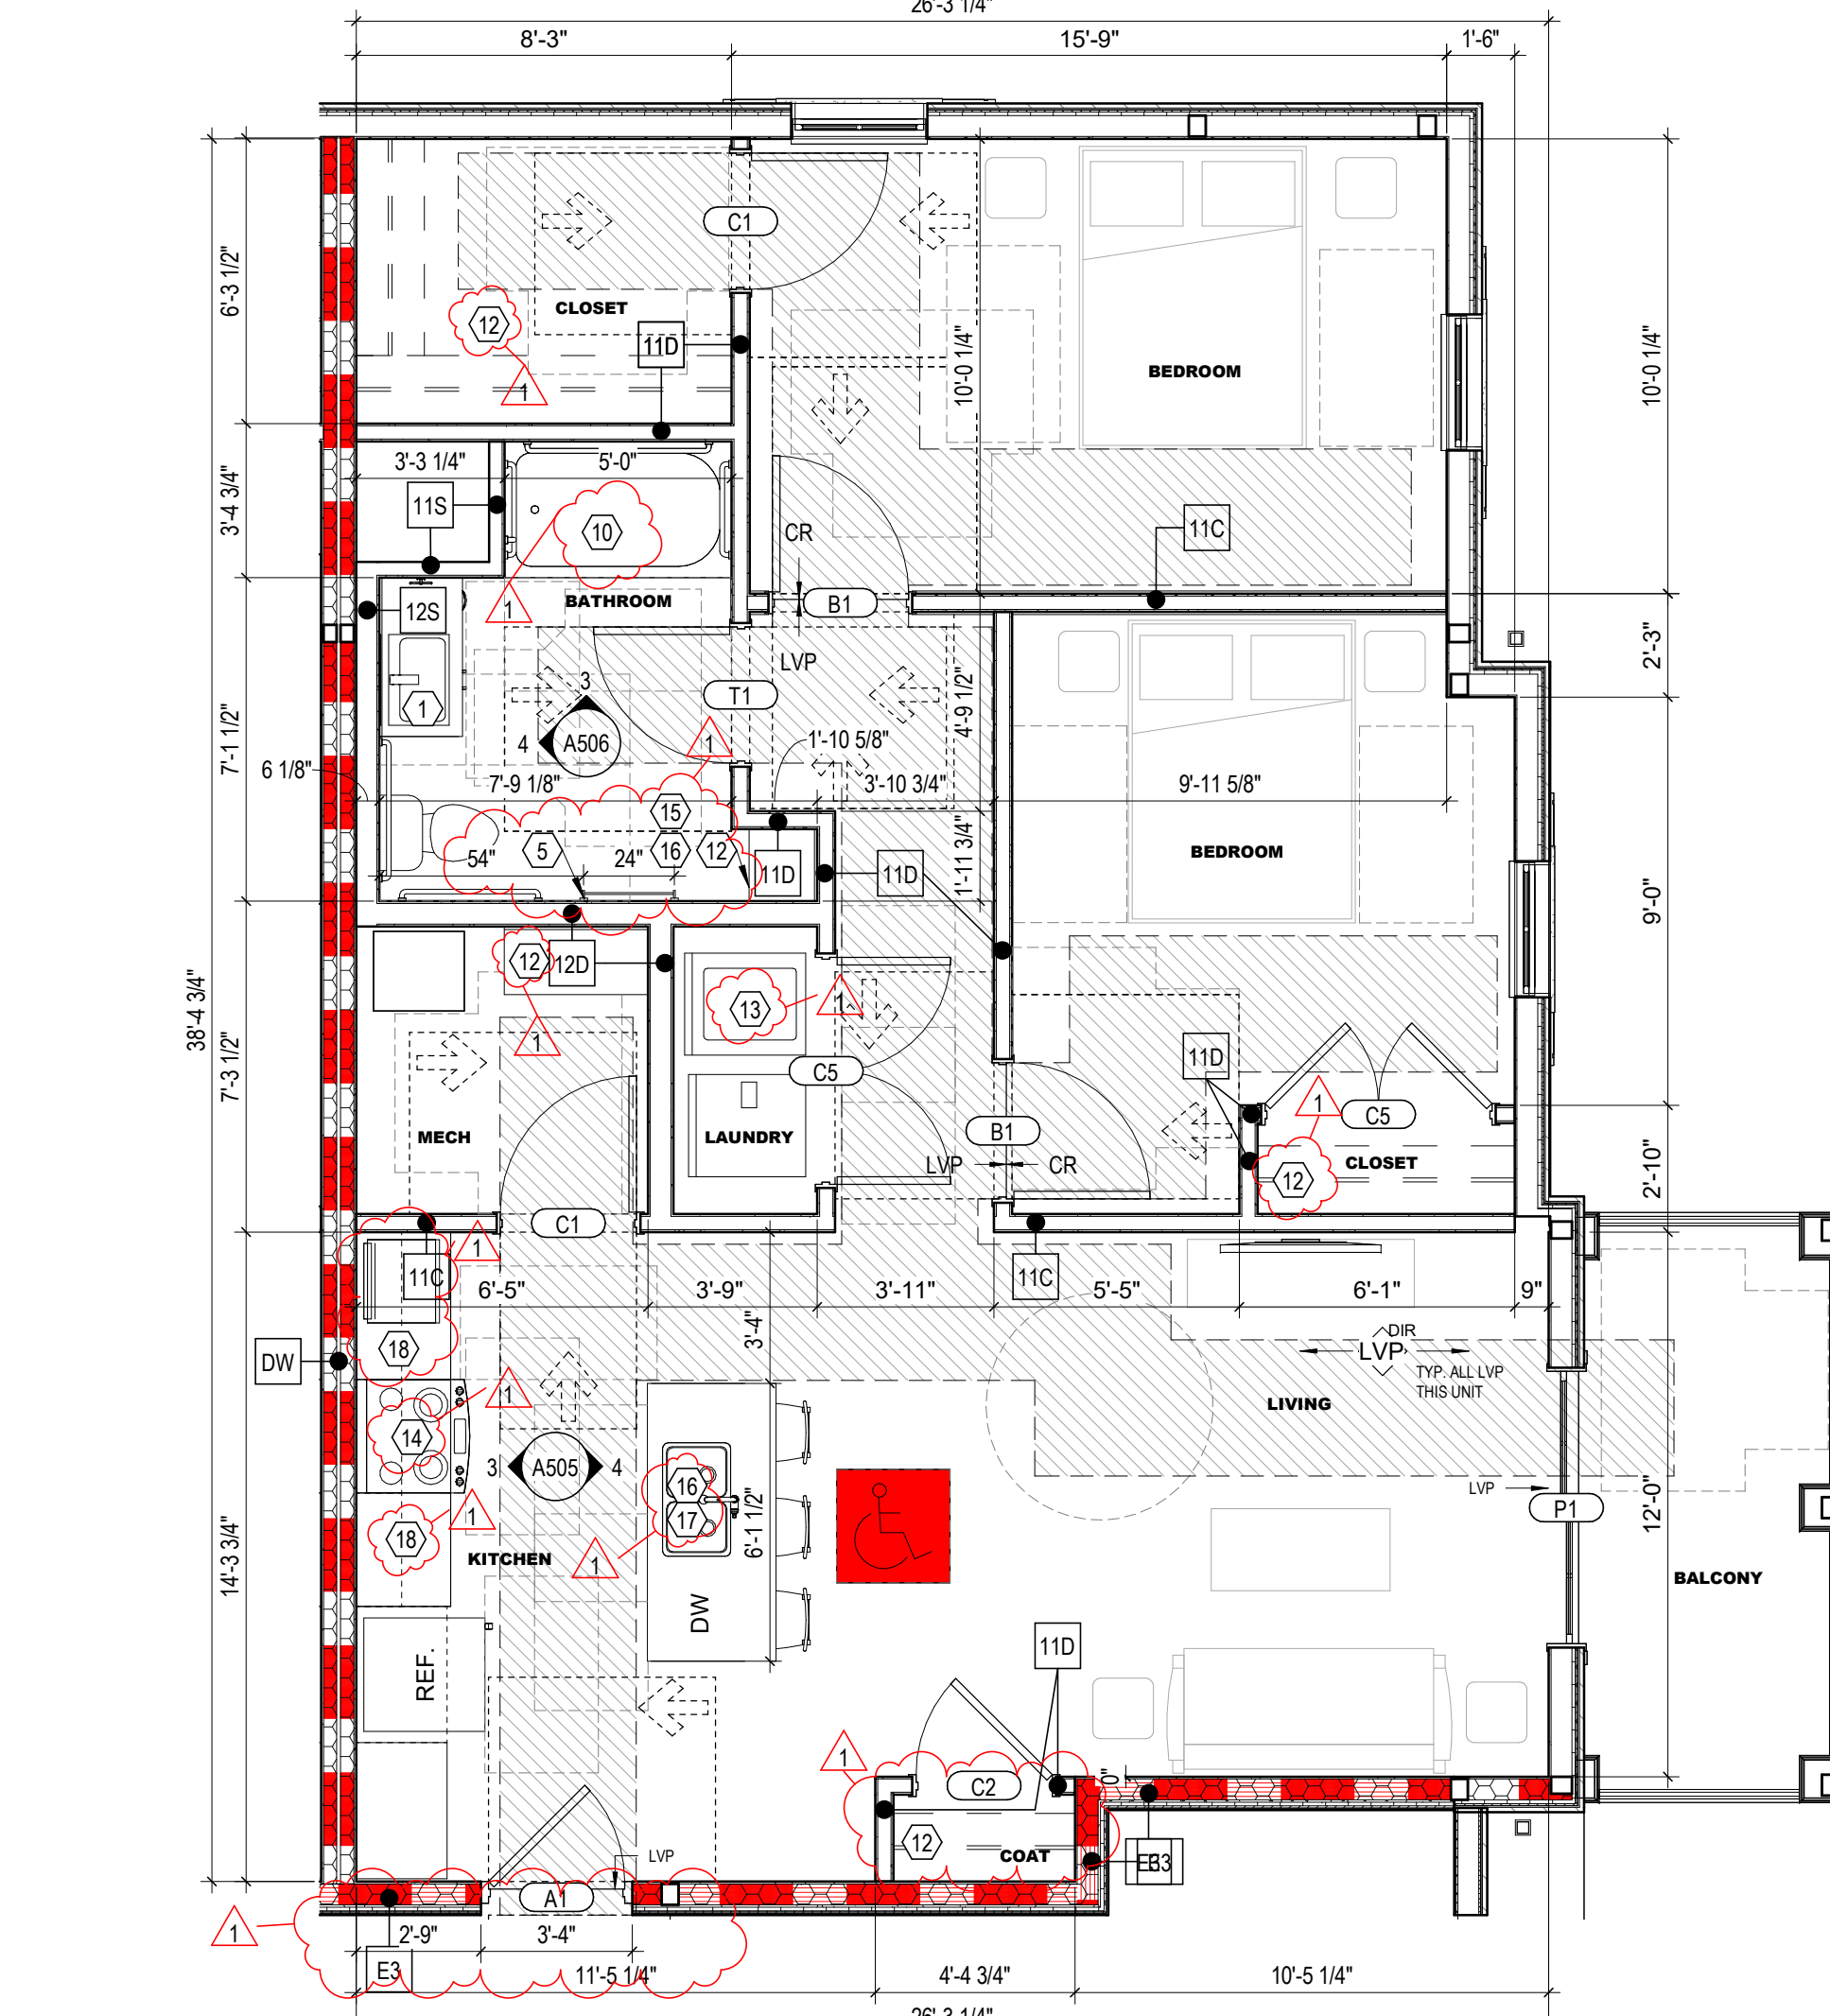 26'-3 1/4"
8'-3"
15'-9"
1'-6"
C1
6'-3 1/2"
CLOSET
12
1
11D
10'-0 1/4"
BEDROOM
10'-0 1/4"
3'-3 1/4"
5'-0"
3'-4 3/4"
11S
10
CR
11C
1
BATHROOM
B1
12S
2'-3"
LVP
3
T1
4'-9 1/2"
1
4
A506
1
1'-10 5/8"
7'-1 1/2"
6 1/8"
7'-9 1/8"
3'-10 3/4"
9'-11 5/8"
15
54"
5
24"
16
12
11D
11D
1'-11 3/4"
BEDROOM
9'-0"
12
12D
38'-4 3/4"
13
1
1
7'-3 1/2"
C5
11D
1
C5
MECH
LAUNDRY
B1
LVP
CR
12
CLOSET
2'-10"
C1
1
11C
11C
6'-5"
3'-9"
3'-11"
5'-5"
6'-1"
9"
3'-4"
18
DW
DIR
LVP
TYP. ALL LVP
THIS UNIT
1
LIVING
14
3
A505
4
16
17
6'-1 1/2"
LVP
P1
12'-0"
1
18
KITCHEN
1
14'-3 3/4"
BALCONY
DW
REF.
11D
1
C2
0"
12
COAT
E3
E3
LVP
A1
1
2'-9"
3'-4"
E3
11'-5 1/4"
4'-4 3/4"
10'-5 1/4"
26'-3 1/4"